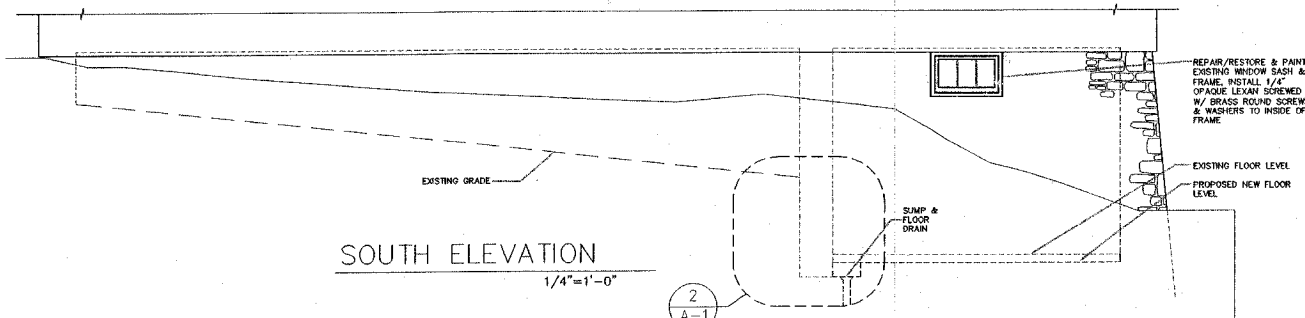 REPAIR/RESTORE & PAINT
EXISTING WINDOW SASH &
FRAME, INSTALL 1/4"
OPAQUE LEXAN SCREWED
W/ BRASS ROUND SCREWS
& WASHERS TO INSIDE OF
FRAME
EXISTING FLOOR LEVEL
PROPOSED NEW FLOOR
LEVEL
EXISTING GRADE
SUMP &
FLOOR
DRAIN
SOUTH ELEVATION
1/4"=1'-0"
2
A-1